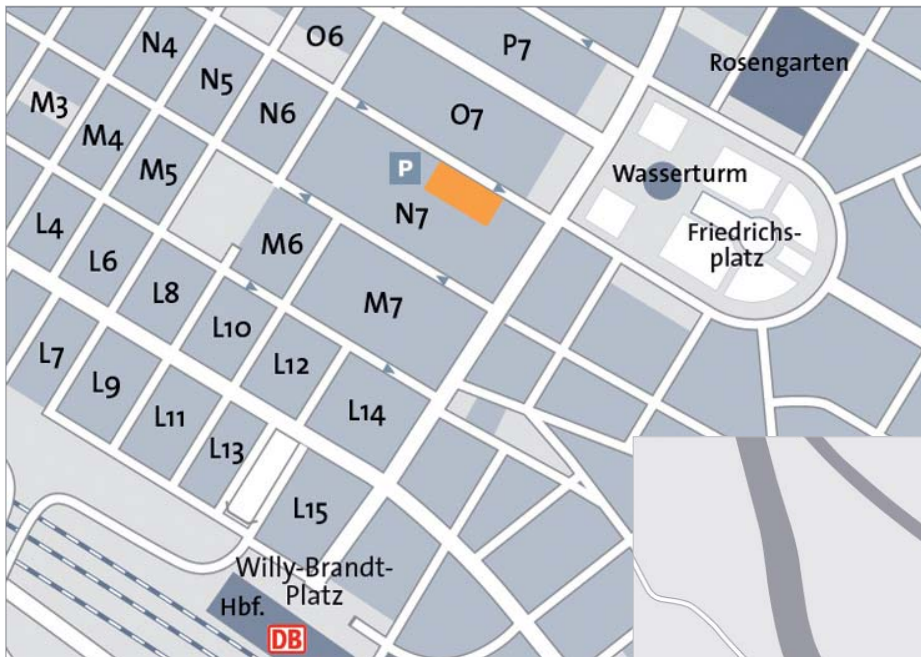 N4
O6
P7
Rosengarten
N5
M3
N6
O7
M4
M5
P
Wasserturm
N7
L4
M6
Friedrichs-
platz
L6
L8
M7
L10
L7
L12
L9
L14
L11
L13
L15
Willy-Brandt-
Platz
Hbf.
DB